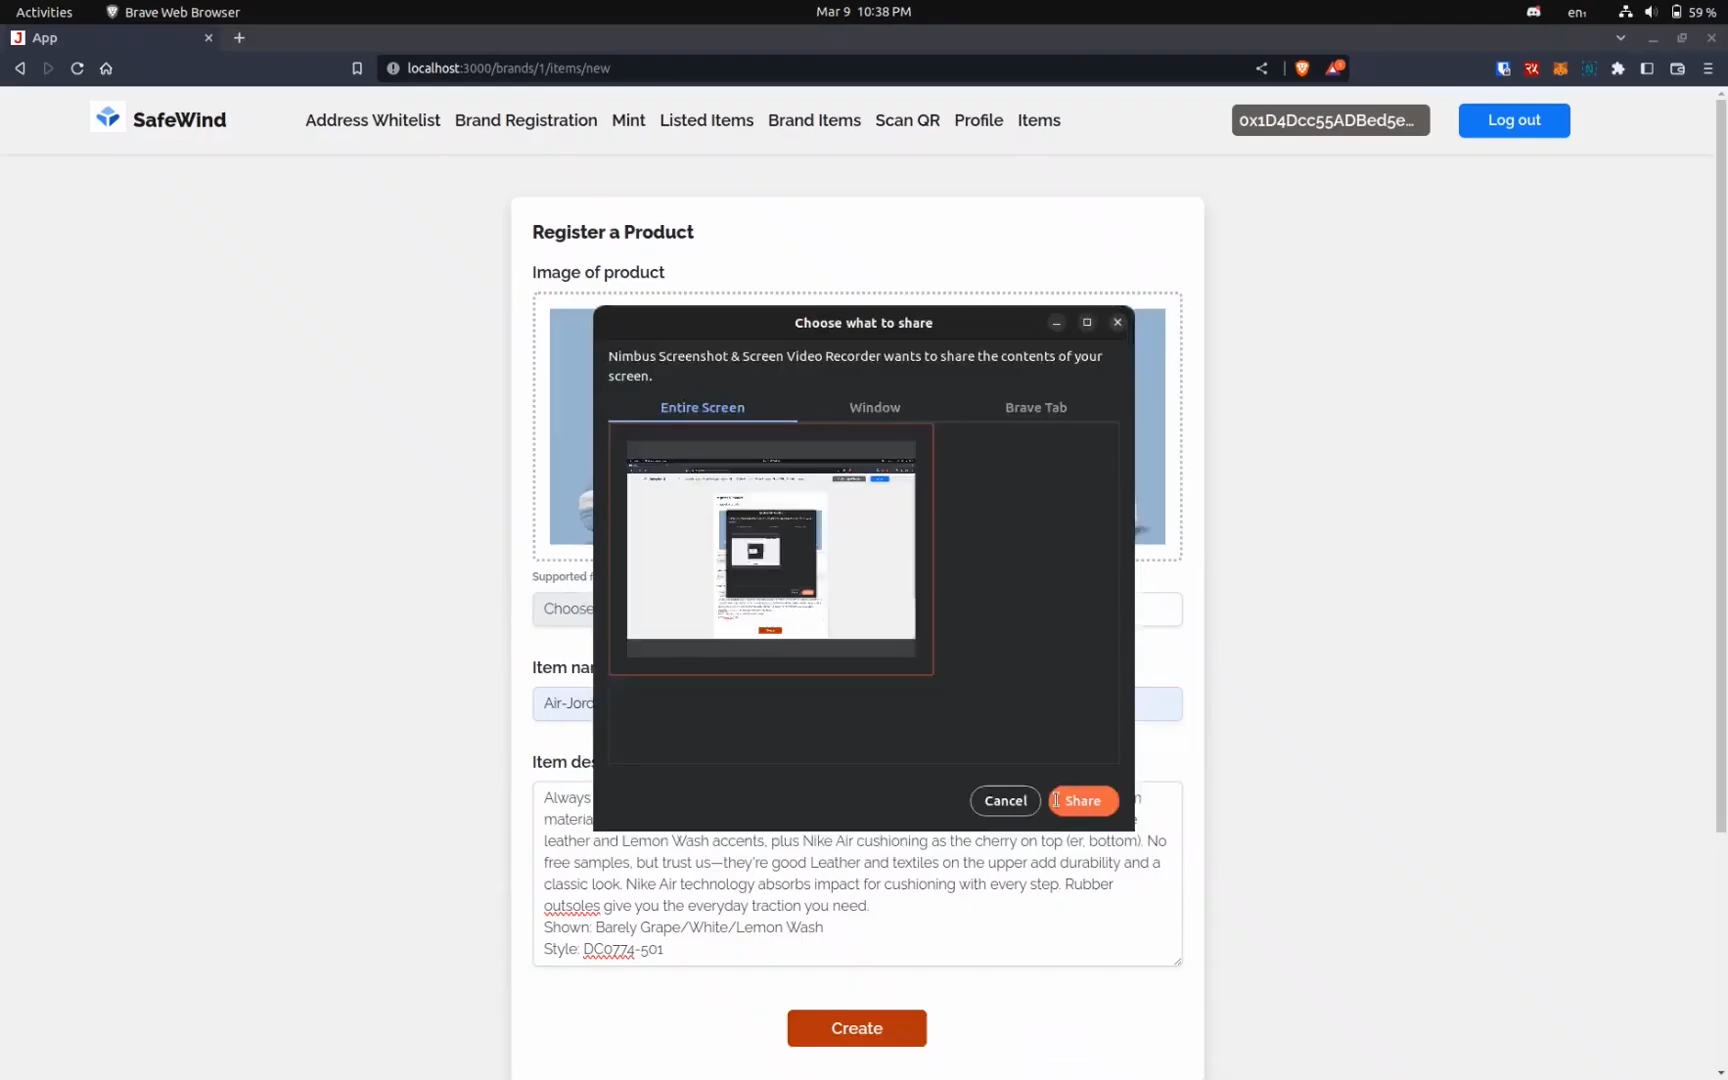 Activities
Brave Web Browser
Mar 9 10:38 PM
en₁
59 %
App
localhost:3000/brands/1/items/new
SafeWind
Address Whitelist
Brand Registration
Mint
Listed Items
Brand Items
Scan QR
Profile
Items
0x1D4Dcc55ADBed5e...
Log out
Register a Product
Image of product
Choose what to share
Nimbus Screenshot & Screen Video Recorder wants to share the contents of your
screen.
Entire Screen
Window
Brave Tab
Supported
Choose
Item
Air-Jord
Item
Cancel
Share
Always
leather and Lemon Wash accents, plus Nike Air cushioning as the cherry on top (er, bottom). No
free samples, but trust us—they're good Leather and textiles on the upper add durability and a
classic look. Nike Air technology absorbs impact for cushioning with every step. Rubber
outsoles give you the everyday traction you need.
Shown: Barely Grape/White/Lemon Wash
Style: DC0774-501
Create